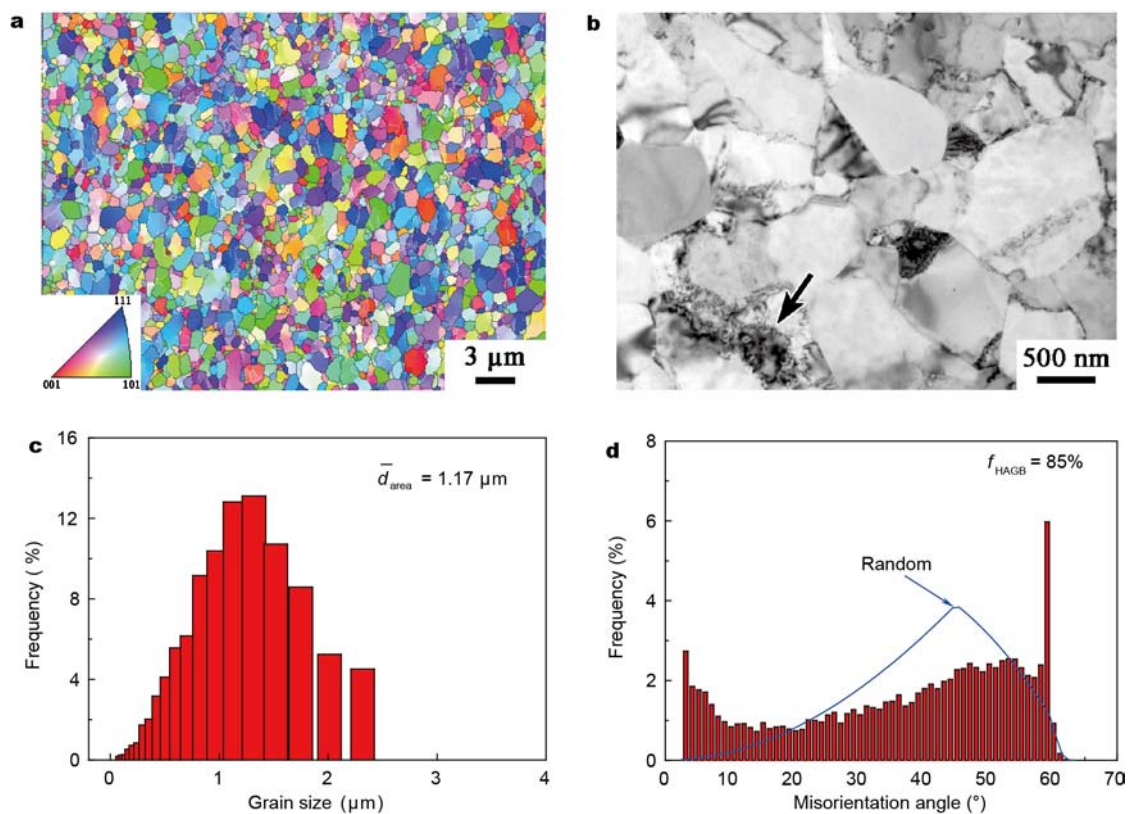 a
111
001
101
3 μm
b
500 nm
c
16
12
8
4
0
Frequency (%)
d̄area = 1.17 μm
0
1
2
3
4
Grain size (μm)
d
8
6
4
2
0
Frequency (%)
fHAGB = 85%
Random
0
10
20
30
40
50
60
70
Misorientation angle (°)